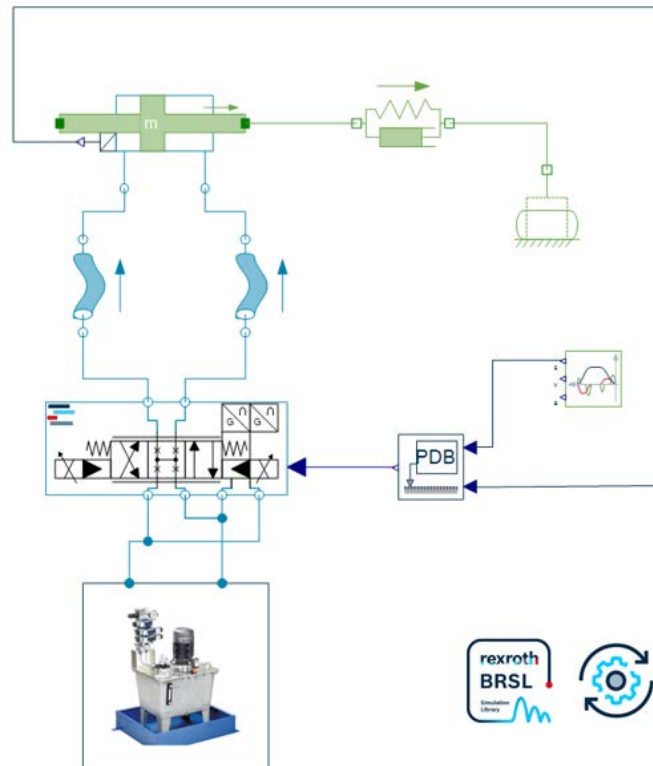 m
G U
G U
PDB
s
v
a
rexroth
BRSL
Simulation
Library